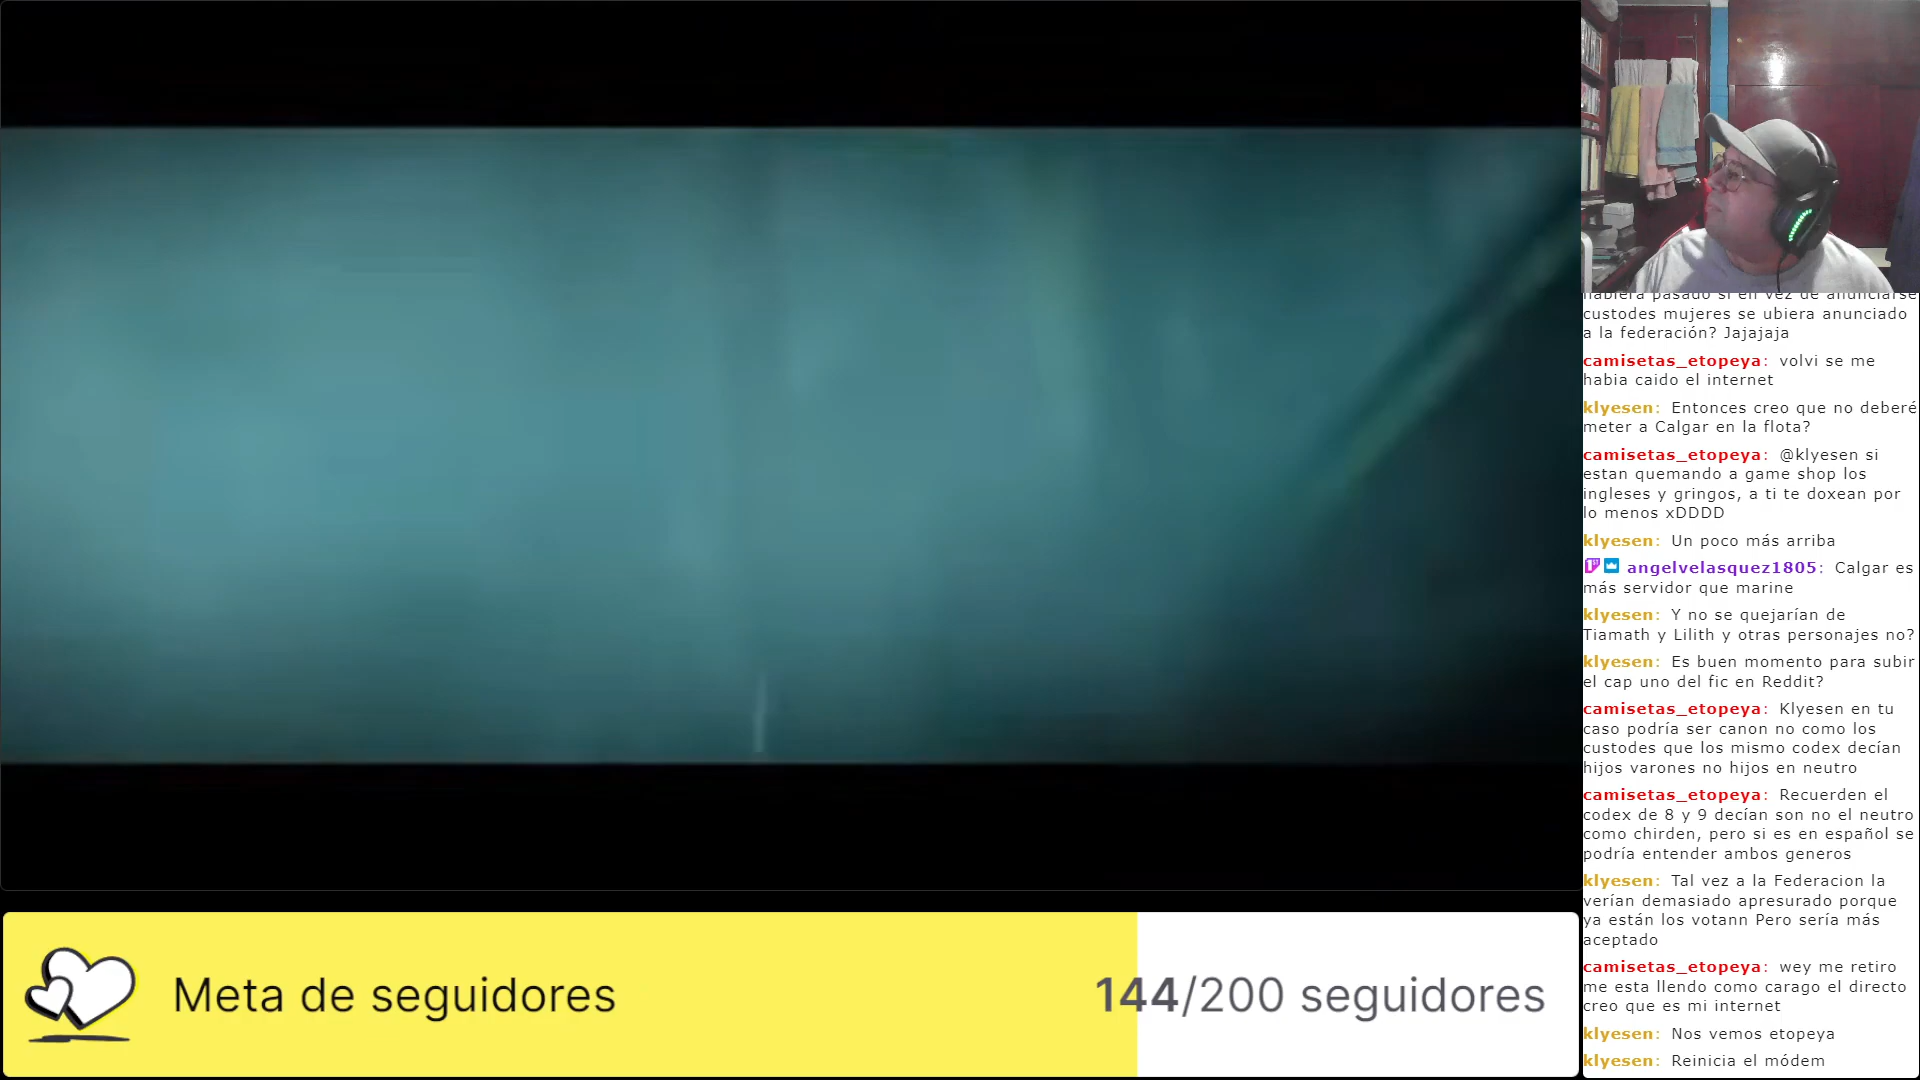 hubiera pasado si en vez de anunciarse
custodes mujeres se ubiera anunciado
a la federación? Jajajaja
camisetas_etopeya: volvi se me
habia caido el internet
klyesen: Entonces creo que no deberé
meter a Calgar en la flota?
camisetas_etopeya: @klyesen si
estan quemando a game shop los
ingleses y gringos, a ti te doxean por
lo menos xDDDD
klyesen: Un poco más arriba
angelvelasquez1805: Calgar es
más servidor que marine
klyesen: Y no se quejarían de
Tiamath y Lilith y otras personajes no?
klyesen: Es buen momento para subir
el cap uno del fic en Reddit?
camisetas_etopeya: Klyesen en tu
caso podría ser canon no como los
custodes que los mismo codex decían
hijos varones no hijos en neutro
camisetas_etopeya: Recuerden el
codex de 8 y 9 decían son no el neutro
como chirden, pero si es en español se
podría entender ambos generos
klyesen: Tal vez a la Federacion la
verían demasiado apresurado porque
ya están los votann Pero sería más
aceptado
camisetas_etopeya: wey me retiro
me esta llendo como carago el directo
creo que es mi internet
klyesen: Nos vemos etopeya
klyesen: Reinicia el módem
Meta de seguidores
144/200 seguidores